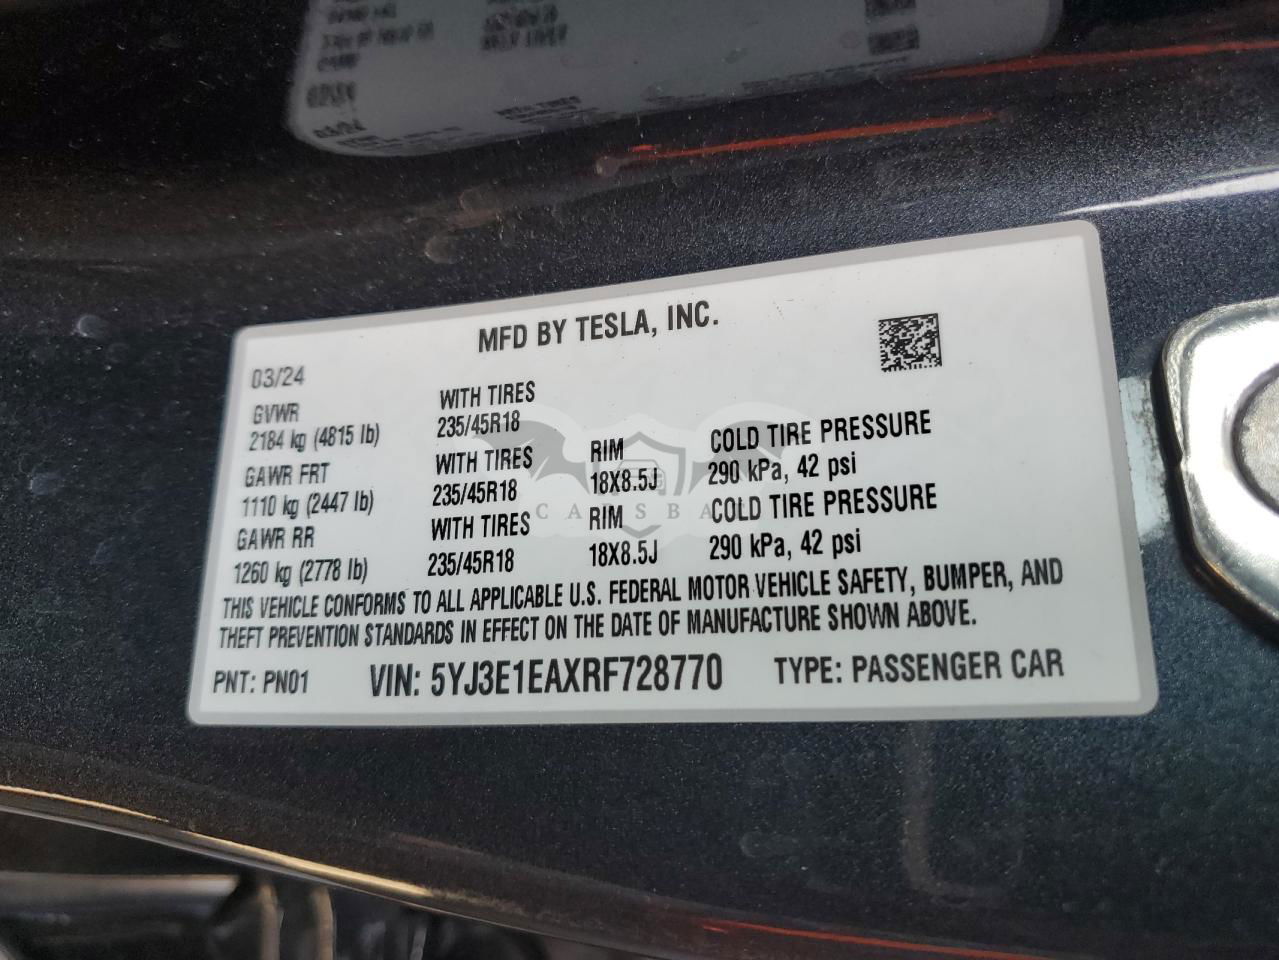 MFD BY TESLA, INC.
03/24
GVWR
2184 kg (4815 lb)
WITH TIRES
235/45R18
GAWR FRT
1110 kg (2447 lb)
WITH TIRES
235/45R18
RIM
18X8.5J
COLD TIRE PRESSURE
290 kPa, 42 psi
GAWR RR
1260 kg (2778 lb)
WITH TIRES
235/45R18
RIM
18X8.5J
COLD TIRE PRESSURE
290 kPa, 42 psi
THIS VEHICLE CONFORMS TO ALL APPLICABLE U.S. FEDERAL MOTOR VEHICLE SAFETY, BUMPER, AND
THEFT PREVENTION STANDARDS IN EFFECT ON THE DATE OF MANUFACTURE SHOWN ABOVE.
PNT: PN01 VIN: 5YJ3E1EAXRF728770 TYPE: PASSENGER CAR